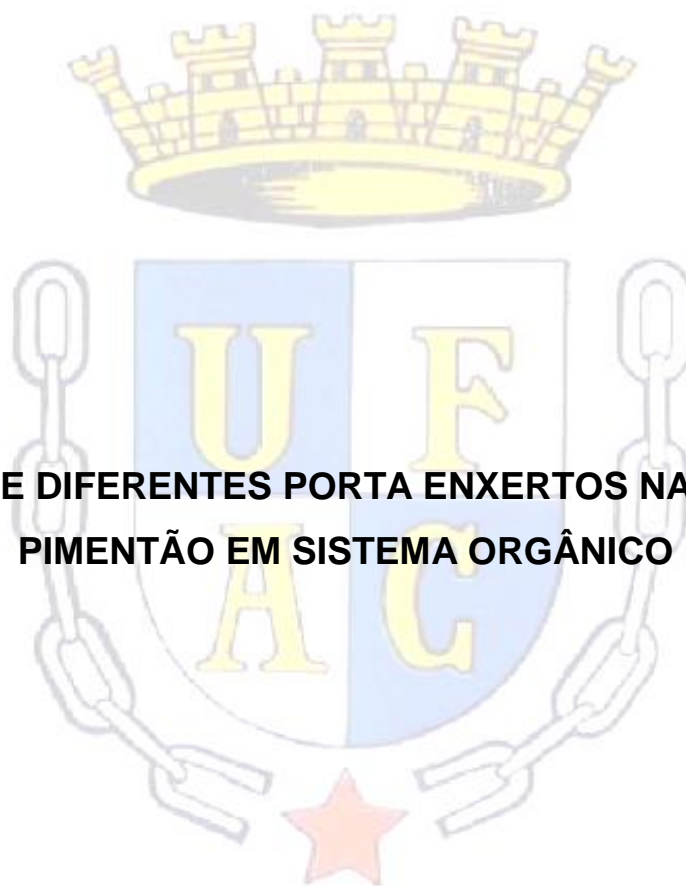 U F
E DIFERENTES PORTA ENXERTOS NA
PIMENTÃO EM SISTEMA ORGÂNICO
A C